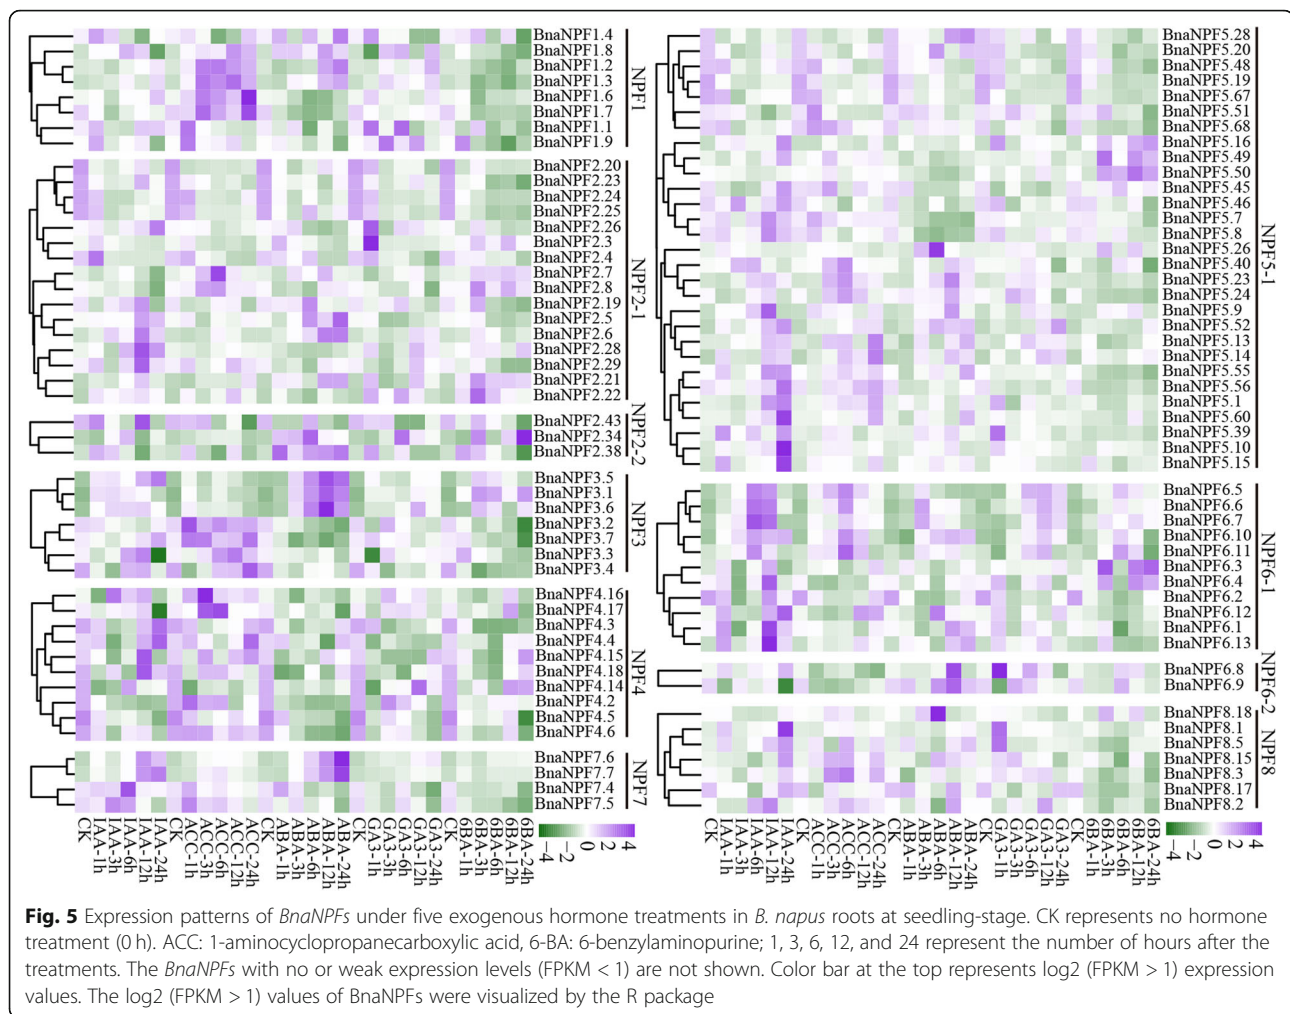 BnaNPF1.4
BnaNPF1.8
BnaNPF1.2
BnaNPF1.3
BnaNPF1.6
BnaNPF1.7
BnaNPF1.1
BnaNPF1.9
NPF1
BnaNPF2.20
BnaNPF2.23
BnaNPF2.24
BnaNPF2.25
BnaNPF2.26
BnaNPF2.3
BnaNPF2.4
BnaNPF2.7
BnaNPF2.8
BnaNPF2.19
BnaNPF2.5
BnaNPF2.6
BnaNPF2.28
BnaNPF2.29
BnaNPF2.21
BnaNPF2.22
NPF2-1
BnaNPF2.43
BnaNPF2.34
BnaNPF2.38
NPF2-2
BnaNPF3.5
BnaNPF3.1
BnaNPF3.6
BnaNPF3.2
BnaNPF3.7
BnaNPF3.3
BnaNPF3.4
NPF3
BnaNPF4.16
BnaNPF4.17
BnaNPF4.3
BnaNPF4.4
BnaNPF4.15
BnaNPF4.18
BnaNPF4.14
BnaNPF4.2
BnaNPF4.5
BnaNPF4.6
NPF4
BnaNPF7.6
BnaNPF7.7
BnaNPF7.4
BnaNPF7.5
NPF7
CK
IAA-1h
IAA-3h
IAA-6h
IAA-12h
IAA-24h
CK
ACC-1h
ACC-3h
ACC-6h
ACC-12h
ACC-24h
CK
ABA-1h
ABA-3h
ABA-6h
ABA-12h
ABA-24h
CK
GA3-1h
GA3-3h
GA3-6h
GA3-12h
GA3-24h
CK
6BA-1h
6BA-3h
6BA-6h
6BA-12h
6BA-24h
−4
−2
0
2
4
BnaNPF5.28
BnaNPF5.20
BnaNPF5.48
BnaNPF5.19
BnaNPF5.67
BnaNPF5.51
BnaNPF5.68
BnaNPF5.16
BnaNPF5.49
BnaNPF5.50
BnaNPF5.45
BnaNPF5.46
BnaNPF5.7
BnaNPF5.8
BnaNPF5.26
BnaNPF5.40
BnaNPF5.23
BnaNPF5.24
BnaNPF5.9
BnaNPF5.52
BnaNPF5.13
BnaNPF5.14
BnaNPF5.55
BnaNPF5.56
BnaNPF5.1
BnaNPF5.60
BnaNPF5.39
BnaNPF5.10
BnaNPF5.15
NPF5-1
BnaNPF6.5
BnaNPF6.6
BnaNPF6.7
BnaNPF6.10
BnaNPF6.11
BnaNPF6.3
BnaNPF6.4
BnaNPF6.2
BnaNPF6.12
BnaNPF6.1
BnaNPF6.13
NPF6-1
BnaNPF6.8
BnaNPF6.9
NPF6-2
BnaNPF8.18
BnaNPF8.1
BnaNPF8.5
BnaNPF8.15
BnaNPF8.3
BnaNPF8.17
BnaNPF8.2
NPF8
CK
IAA-1h
IAA-3h
IAA-6h
IAA-12h
IAA-24h
CK
ACC-1h
ACC-3h
ACC-6h
ACC-12h
ACC-24h
CK
ABA-1h
ABA-3h
ABA-6h
ABA-12h
ABA-24h
CK
GA3-1h
GA3-3h
GA3-6h
GA3-12h
GA3-24h
CK
6BA-1h
6BA-3h
6BA-6h
6BA-12h
6BA-24h
−4
−2
0
2
4
Fig. 5 Expression patterns of BnaNPFs under five exogenous hormone treatments in B. napus roots at seedling-stage. CK represents no hormone
treatment (0 h). ACC: 1-aminocyclopropanecarboxylic acid, 6-BA: 6-benzylaminopurine; 1, 3, 6, 12, and 24 represent the number of hours after the
treatments. The BnaNPFs with no or weak expression levels (FPKM < 1) are not shown. Color bar at the top represents log2 (FPKM > 1) expression
values. The log2 (FPKM > 1) values of BnaNPFs were visualized by the R package